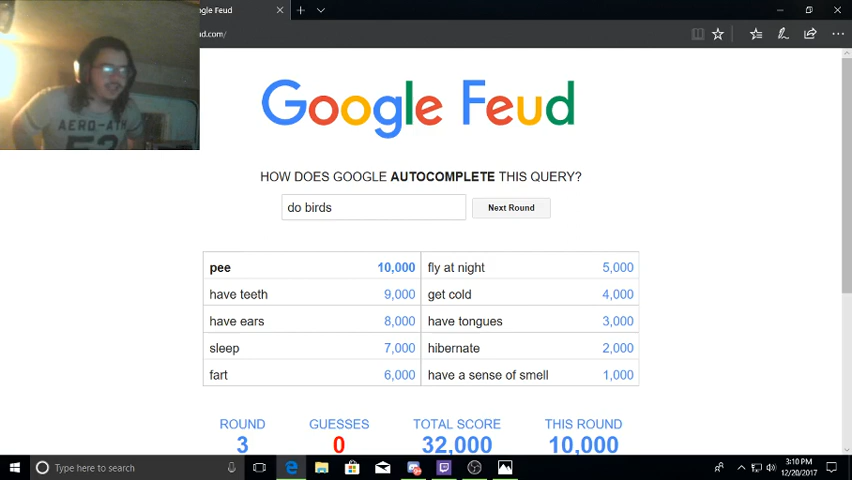 gle Feud
ud.com/
AERO-ATH
Google Feud
HOW DOES GOOGLE AUTOCOMPLETE THIS QUERY?
do birds
Next Round
pee 10,000 fly at night 5,000
have teeth 9,000 get cold 4,000
have ears 8,000 have tongues 3,000
sleep 7,000 hibernate 2,000
fart 6,000 have a sense of smell 1,000
ROUND GUESSES TOTAL SCORE THIS ROUND
3 0 32,000 10,000
Type here to search
3:10 PM
12/20/2017